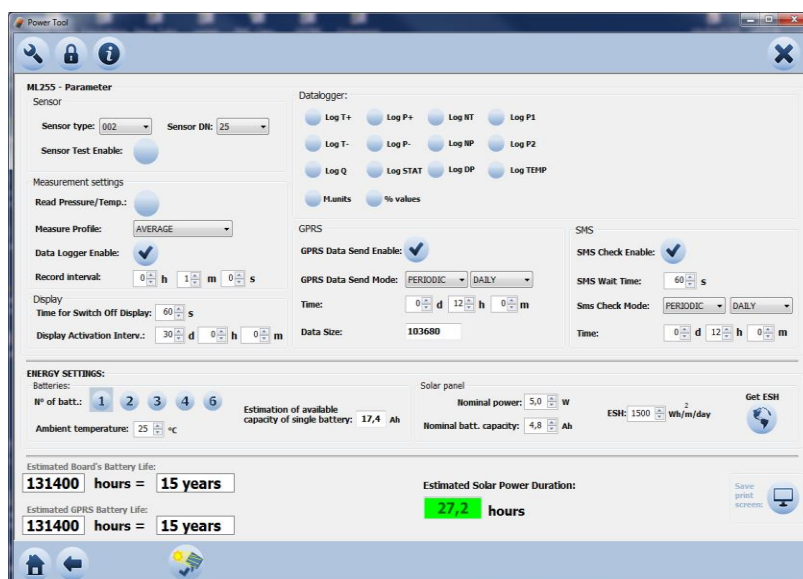 Power Tool
ML255 - Parameter
Sensor
Sensor type: 002 Sensor DN: 25
Sensor Test Enable:
Measurement settings
Read Pressure/Temp.:
Measure Profile: AVERAGE
Data Logger Enable:
Record interval: 0 h 1 m 0 s
Display
Time for Switch Off Display: 60 s
Display Activation Interv.: 30 d 0 h 0 m
Datalogger:
Log T+ Log P+ Log NT Log P1
Log T- Log P- Log NP Log P2
Log Q Log STAT Log DP Log TEMP
M.units % values
GPRS
GPRS Data Send Enable:
GPRS Data Send Mode: PERIODIC DAILY
Time: 0 d 12 h 0 m
Data Size: 103680
SMS
SMS Check Enable:
SMS Wait Time: 60 s
Sms Check Mode: PERIODIC DAILY
Time: 0 d 12 h 0 m
ENERGY SETTINGS:
Batteries:
N° of batt.: 1 2 3 4 6
Ambient temperature: 25 °C
Estimation of available
capacity of single battery: 17,4 Ah
Solar panel
Nominal power: 5,0 W
Nominal batt. capacity: 4,8 Ah
2
ESH: 1500 Wh/m/day
Get ESH
Estimated Board's Battery Life:
131400 hours = 15 years
Estimated GPRS Battery Life:
131400 hours = 15 years
Estimated Solar Power Duration:
27,2 hours
Save
print
screen: